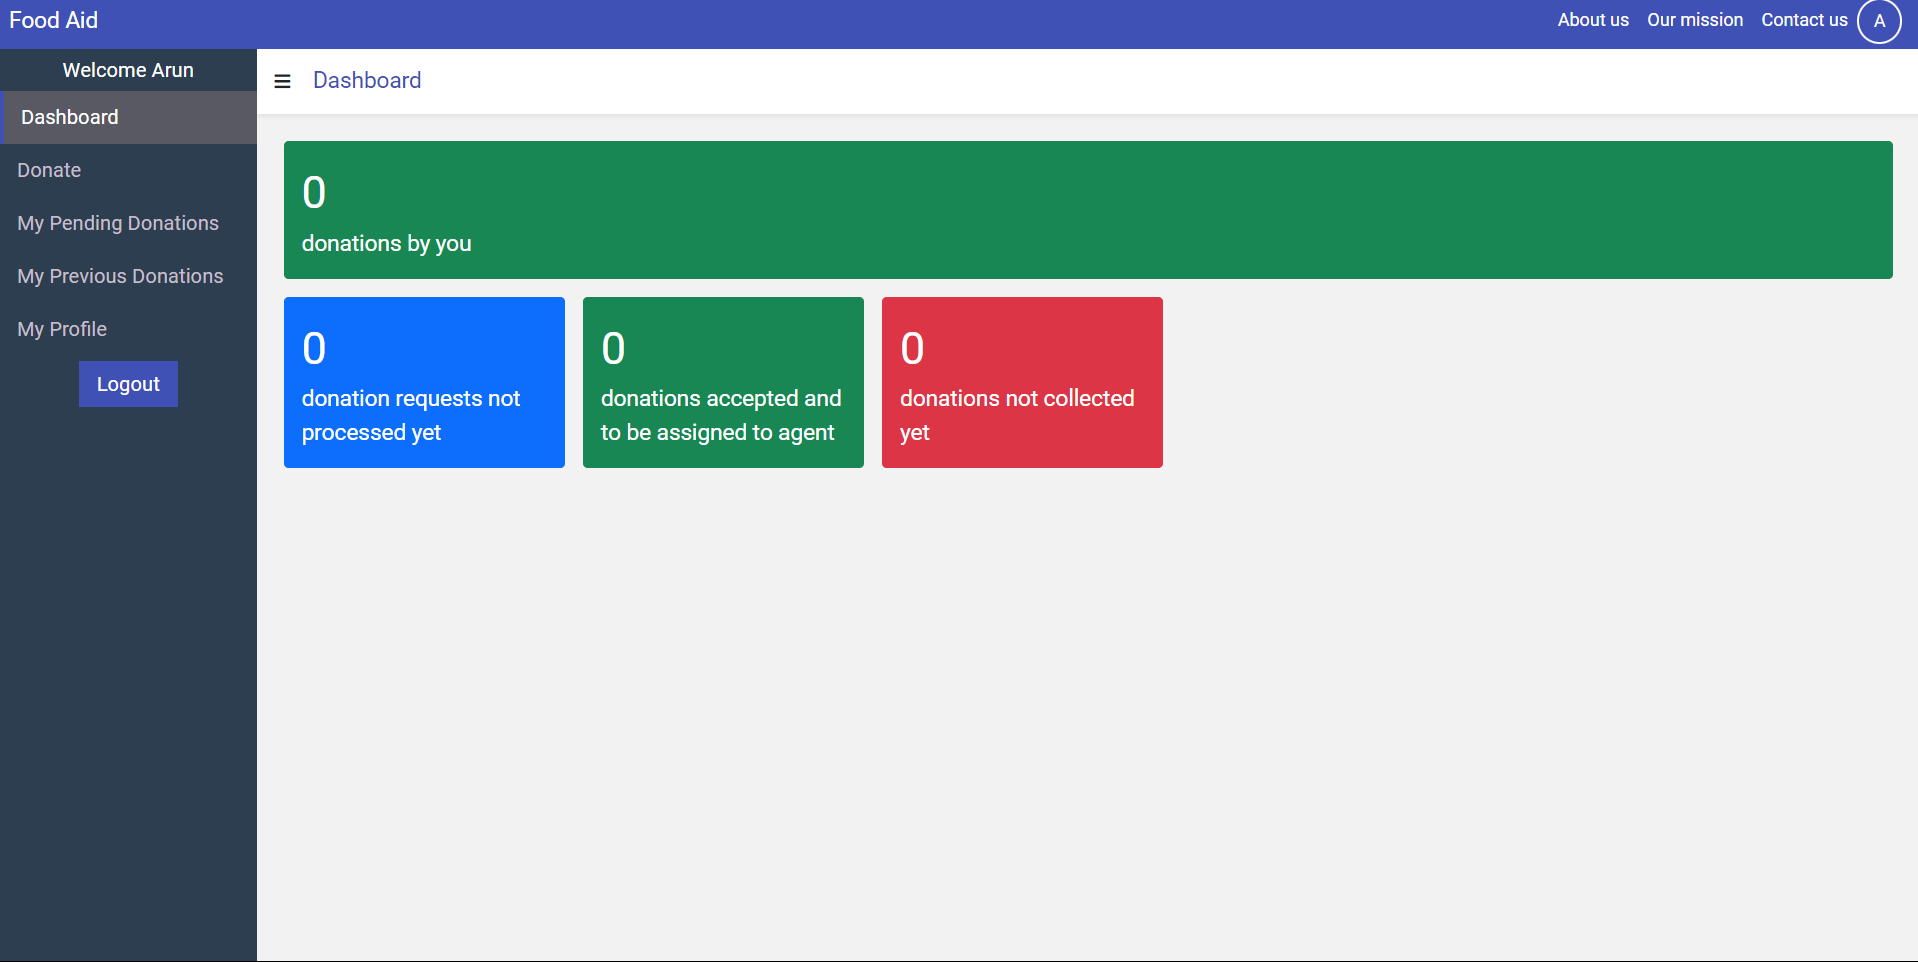 Food Aid
About us Our mission Contact us A
Welcome Arun
Dashboard
Donate
My Pending Donations
My Previous Donations
My Profile
Logout
Dashboard
0
donations by you
0
donation requests not
processed yet
0
donations accepted and
to be assigned to agent
0
donations not collected
yet